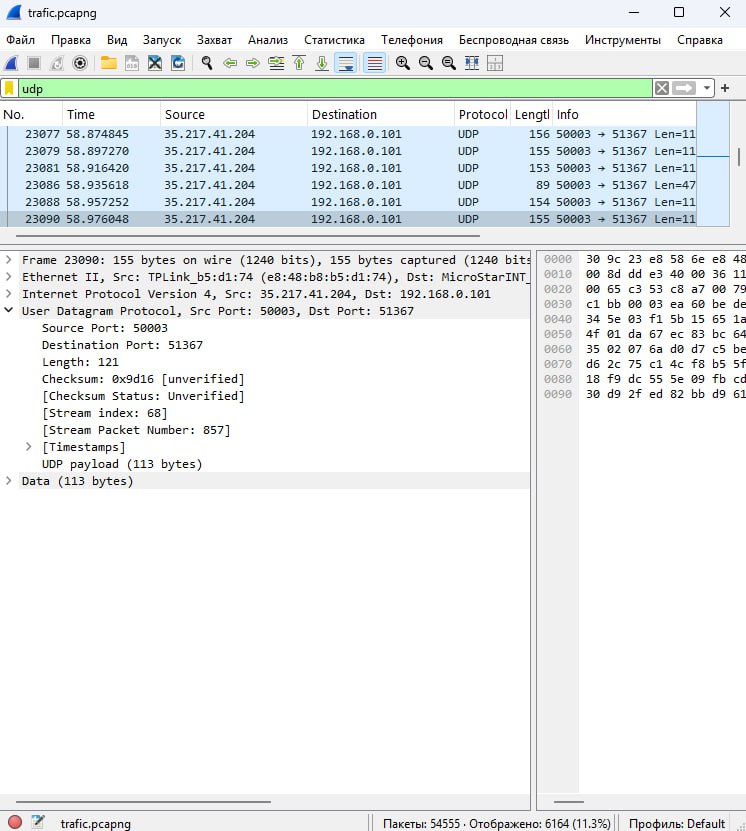 trafic.pcapng
Файл Правка Вид Запуск Захват Анализ Статистика Телефония Беспроводная связь Инструменты Справка
udp
No. Time Source Destination Protocol Lengtl Info
23077 58.874845 35.217.41.204 192.168.0.101 UDP 156 50003 → 51367 Len=11
23079 58.897270 35.217.41.204 192.168.0.101 UDP 155 50003 → 51367 Len=11
23081 58.916420 35.217.41.204 192.168.0.101 UDP 153 50003 → 51367 Len=11
23086 58.935618 35.217.41.204 192.168.0.101 UDP 89 50003 → 51367 Len=47
23088 58.957252 35.217.41.204 192.168.0.101 UDP 154 50003 → 51367 Len=11
23090 58.976048 35.217.41.204 192.168.0.101 UDP 155 50003 → 51367 Len=11
Frame 23090: 155 bytes on wire (1240 bits), 155 bytes captured (1240 bits
Ethernet II, Src: TPLink_b5:d1:74 (e8:48:b8:b5:d1:74), Dst: MicroStarINT_
Internet Protocol Version 4, Src: 35.217.41.204, Dst: 192.168.0.101
User Datagram Protocol, Src Port: 50003, Dst Port: 51367
Source Port: 50003
Destination Port: 51367
Length: 121
Checksum: 0x9d16 [unverified]
[Checksum Status: Unverified]
[Stream index: 68]
[Stream Packet Number: 857]
[Timestamps]
UDP payload (113 bytes)
Data (113 bytes)
0000 30 9c 23 e8 58 6e e8 48
0010 00 8d dd e3 40 00 36 11
0020 00 65 c3 53 c8 a7 00 79
0030 c1 bb 00 03 ea 60 be de
0040 34 5e 03 f1 5b 15 65 1a
0050 4f 01 da 67 ec 83 bc 64
0060 35 02 07 6a d0 d7 c5 be
0070 d6 2c 75 c1 4c f8 b5 5f
0080 18 f9 dc 55 5e 09 fb cd
0090 30 d9 2f ed 82 bb d9 61
trafic.pcapng
Пакеты: 54555 · Отображено: 6164 (11.3%)
Профиль: Default